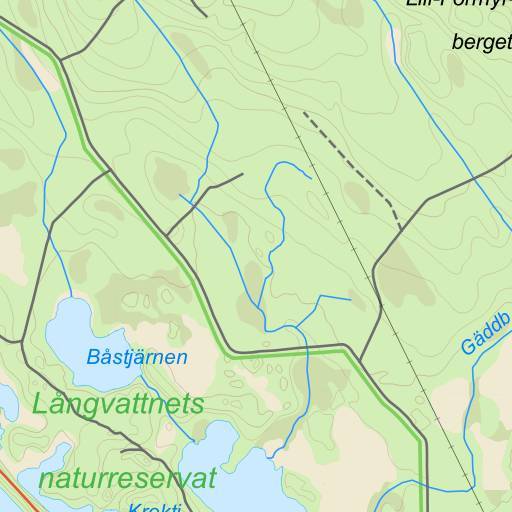 berget
Gäddb
Båstjärnen
Långvattnets
naturreservat